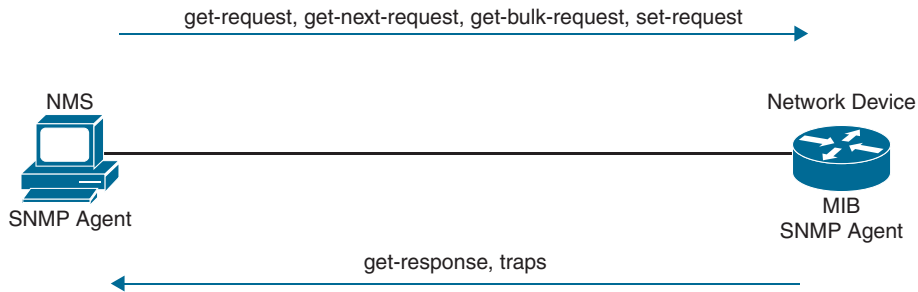 get-request, get-next-request, get-bulk-request, set-request
NMS
Network Device
SNMP Agent
MIB
SNMP Agent
get-response, traps